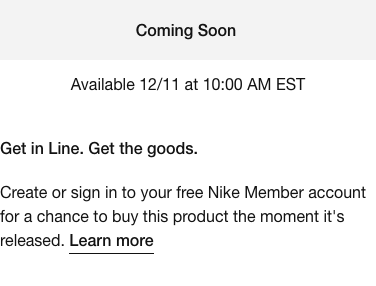 Coming Soon
Available 12/11 at 10:00 AM EST
Get in Line. Get the goods.
Create or sign in to your free Nike Member account
for a chance to buy this product the moment it's
released. Learn more